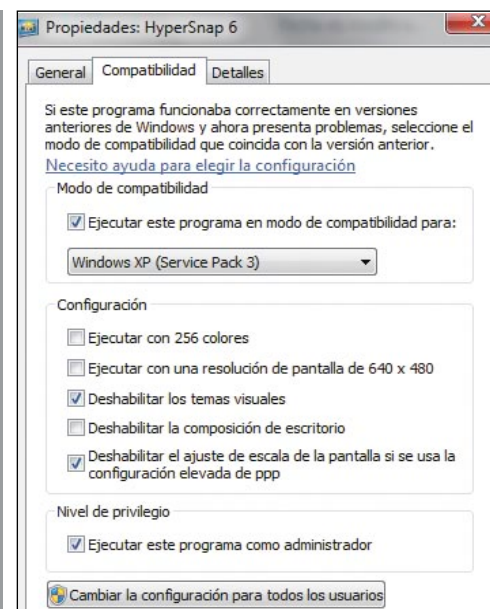 Propiedades: HyperSnap 6
General Compatibilidad Detalles
Si este programa funcionaba correctamente en versiones
anteriores de Windows y ahora presenta problemas, seleccione el
modo de compatibilidad que coincida con la versión anterior.
Necesito ayuda para elegir la configuración
Modo de compatibilidad
Ejecutar este programa en modo de compatibilidad para:
Windows XP (Service Pack 3)
Configuración
Ejecutar con 256 colores
Ejecutar con una resolución de pantalla de 640 x 480
Deshabilitar los temas visuales
Deshabilitar la composición de escritorio
Deshabilitar el ajuste de escala de la pantalla si se usa la
configuración elevada de ppp
Nivel de privilegio
Ejecutar este programa como administrador
Cambiar la configuración para todos los usuarios